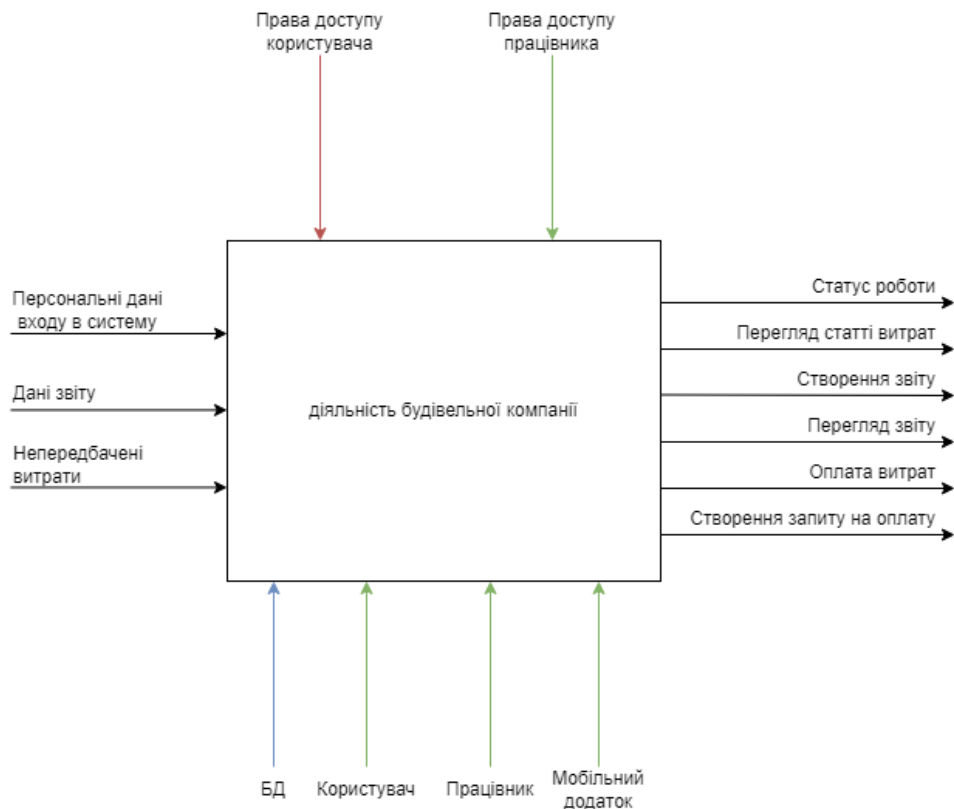 Права доступу
користувача
Права доступу
працівника
Персональні дані
входу в систему
Дані звіту
Непередбачені
витрати
діяльність будівельної компанії
Статус роботи
Перегляд статті витрат
Створення звіту
Перегляд звіту
Оплата витрат
Створення запиту на оплату
БД
Користувач
Працівник
Мобільний
додаток